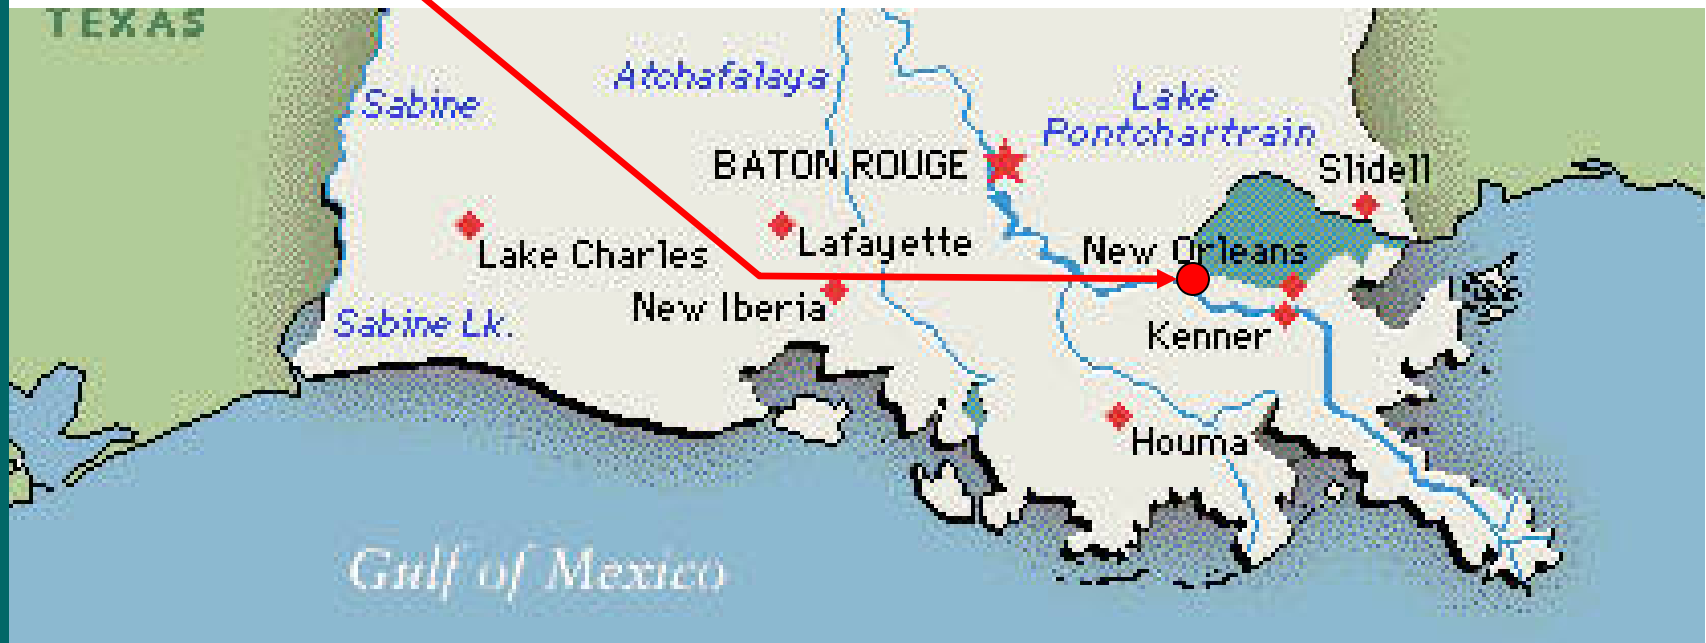 TEXAS
Atchafalaya
Sabine
Lake
Pontchartrain
BATON ROUGE
Slidell
Lake Charles
Lafayette
New Orleans
New Iberia
Sabine Lk.
Kenner
Houma
Gulf of Mexico